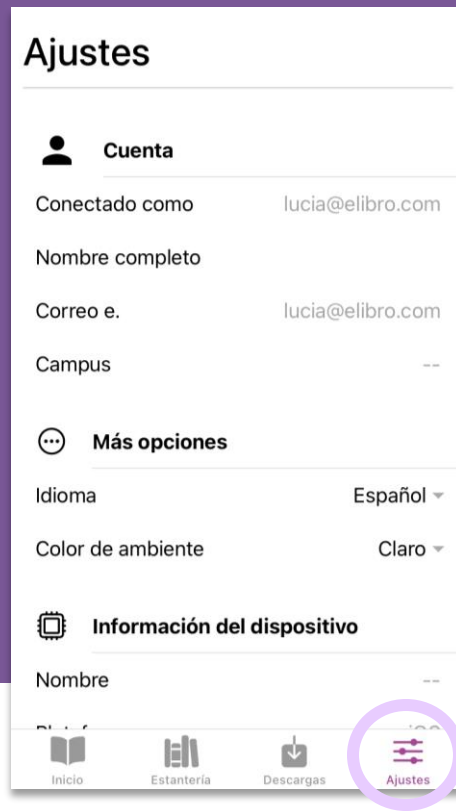 Ajustes
Cuenta
Conectado como lucia@elibro.com
Nombre completo
Correo e. lucia@elibro.com
Campus --
Más opciones
Idioma Español
Color de ambiente Claro
Información del dispositivo
Nombre --
Inicio Estantería Descargas Ajustes